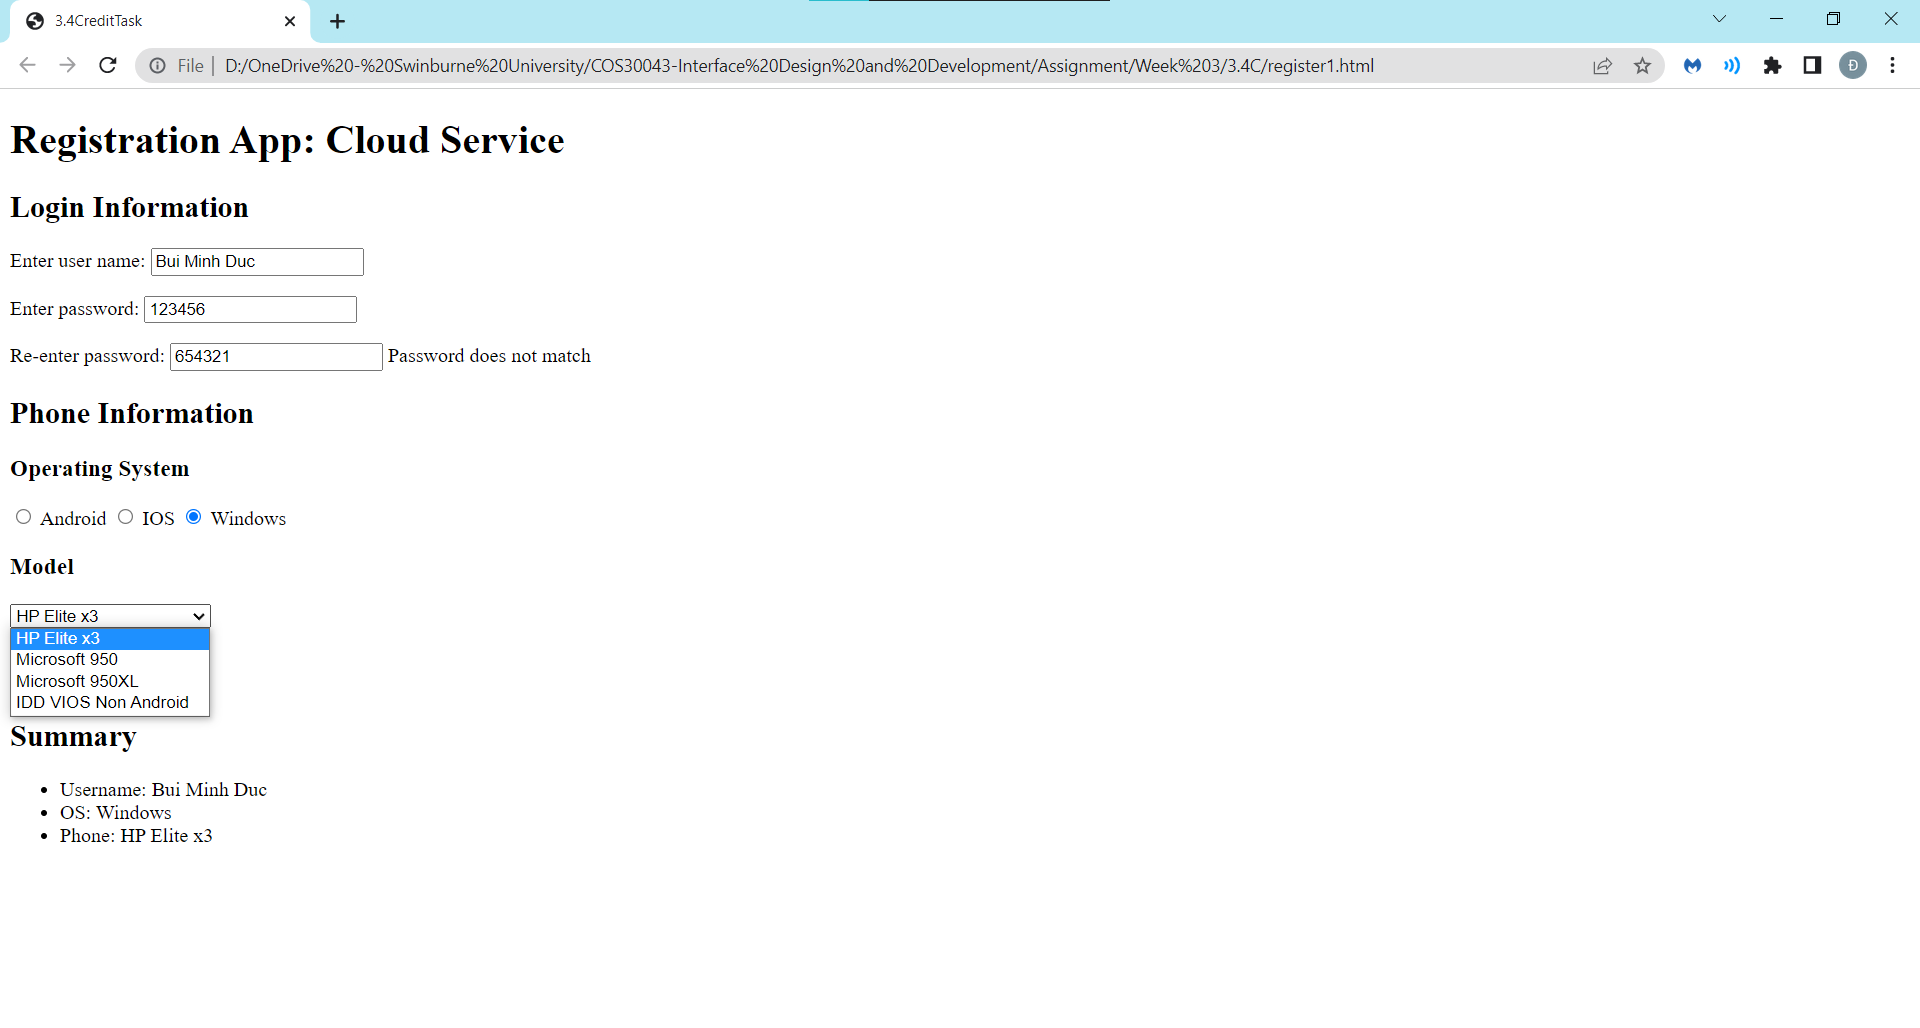 3.4CreditTask
File | D:/OneDrive%20-%20Swinburne%20University/COS30043-Interface%20Design%20and%20Development/Assignment/Week%203/3.4C/register1.html
Đ
Registration App: Cloud Service
Login Information
Enter user name: Bui Minh Duc
Enter password: 123456
Re-enter password: 654321 Password does not match
Phone Information
Operating System
Android IOS Windows
Model
HP Elite x3
HP Elite x3
Microsoft 950
Microsoft 950XL
IDD VIOS Non Android
Summary
• Username: Bui Minh Duc
• OS: Windows
• Phone: HP Elite x3